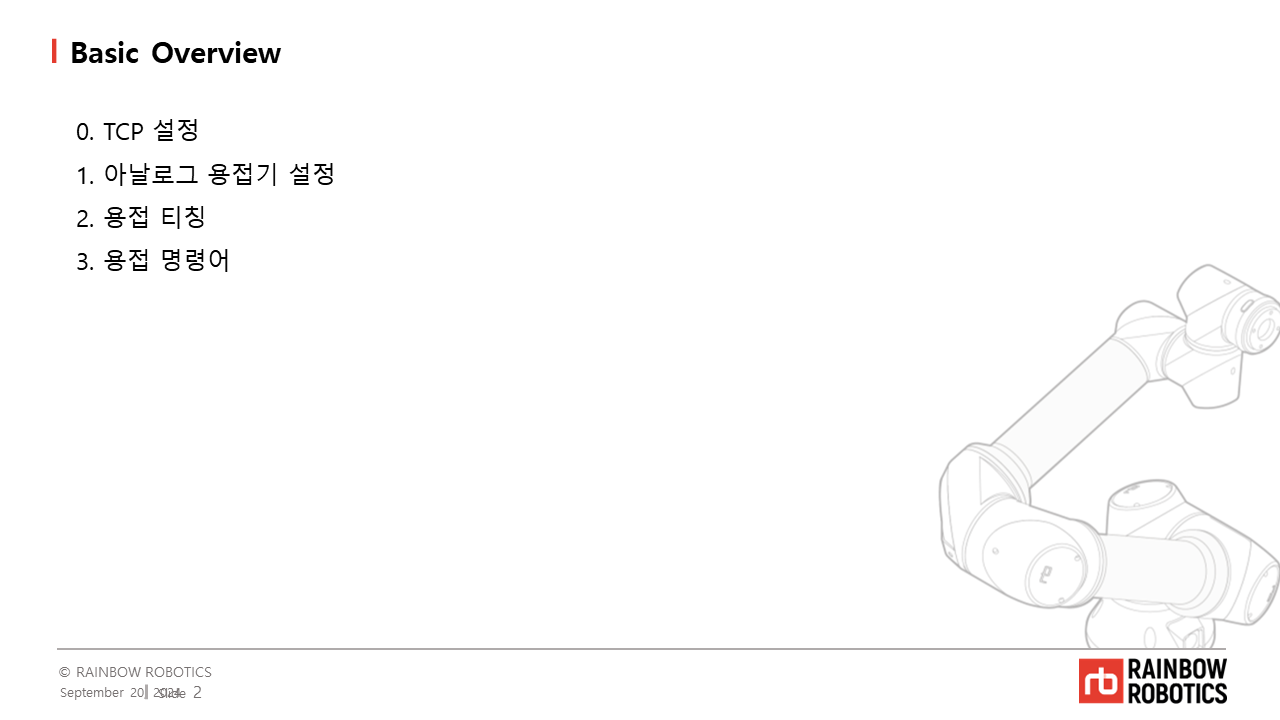 Basic Overview
0. TCP 설정
1. 아날로그 용접기 설정
2. 용접 티칭
3. 용접 명령어
© RAINBOW ROBOTICS
September 20, 2024
Slide 2
rb RAINBOW
ROBOTICS